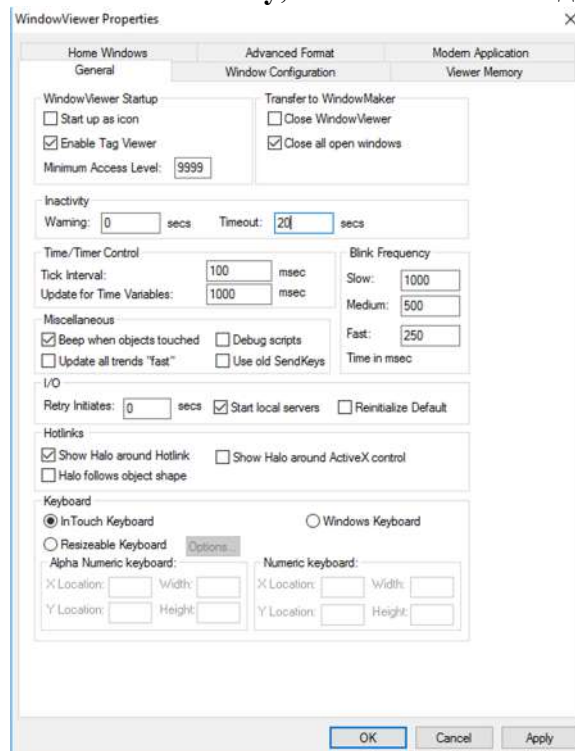 WindowViewer Properties
Home Windows Advanced Format Modern Application
General Window Configuration Viewer Memory
WindowViewer Startup
Start up as icon
Enable Tag Viewer
Minimum Access Level: 9999
Transfer to WindowMaker
Close WindowViewer
Close all open windows
Inactivity
Warning: 0 secs Timeout: 20 secs
Time/Timer Control
Tick Interval: 100 msec
Update for Time Variables: 1000 msec
Blink Frequency
Slow: 1000
Medium: 500
Fast: 250
Time in msec
Miscellaneous
Beep when objects touched Debug scripts
Update all trends "fast" Use old SendKeys
I/O
Retry Initiates: 0 secs Start local servers Reinitialize Default
Hotlinks
Show Halo around Hotlink Show Halo around ActiveX control
Halo follows object shape
Keyboard
InTouch Keyboard Windows Keyboard
Resizeable Keyboard Options...
Alpha Numeric keyboard: Numeric keyboard:
X Location: Width: X Location: Width:
Y Location: Height: Y Location: Height:
OK Cancel Apply